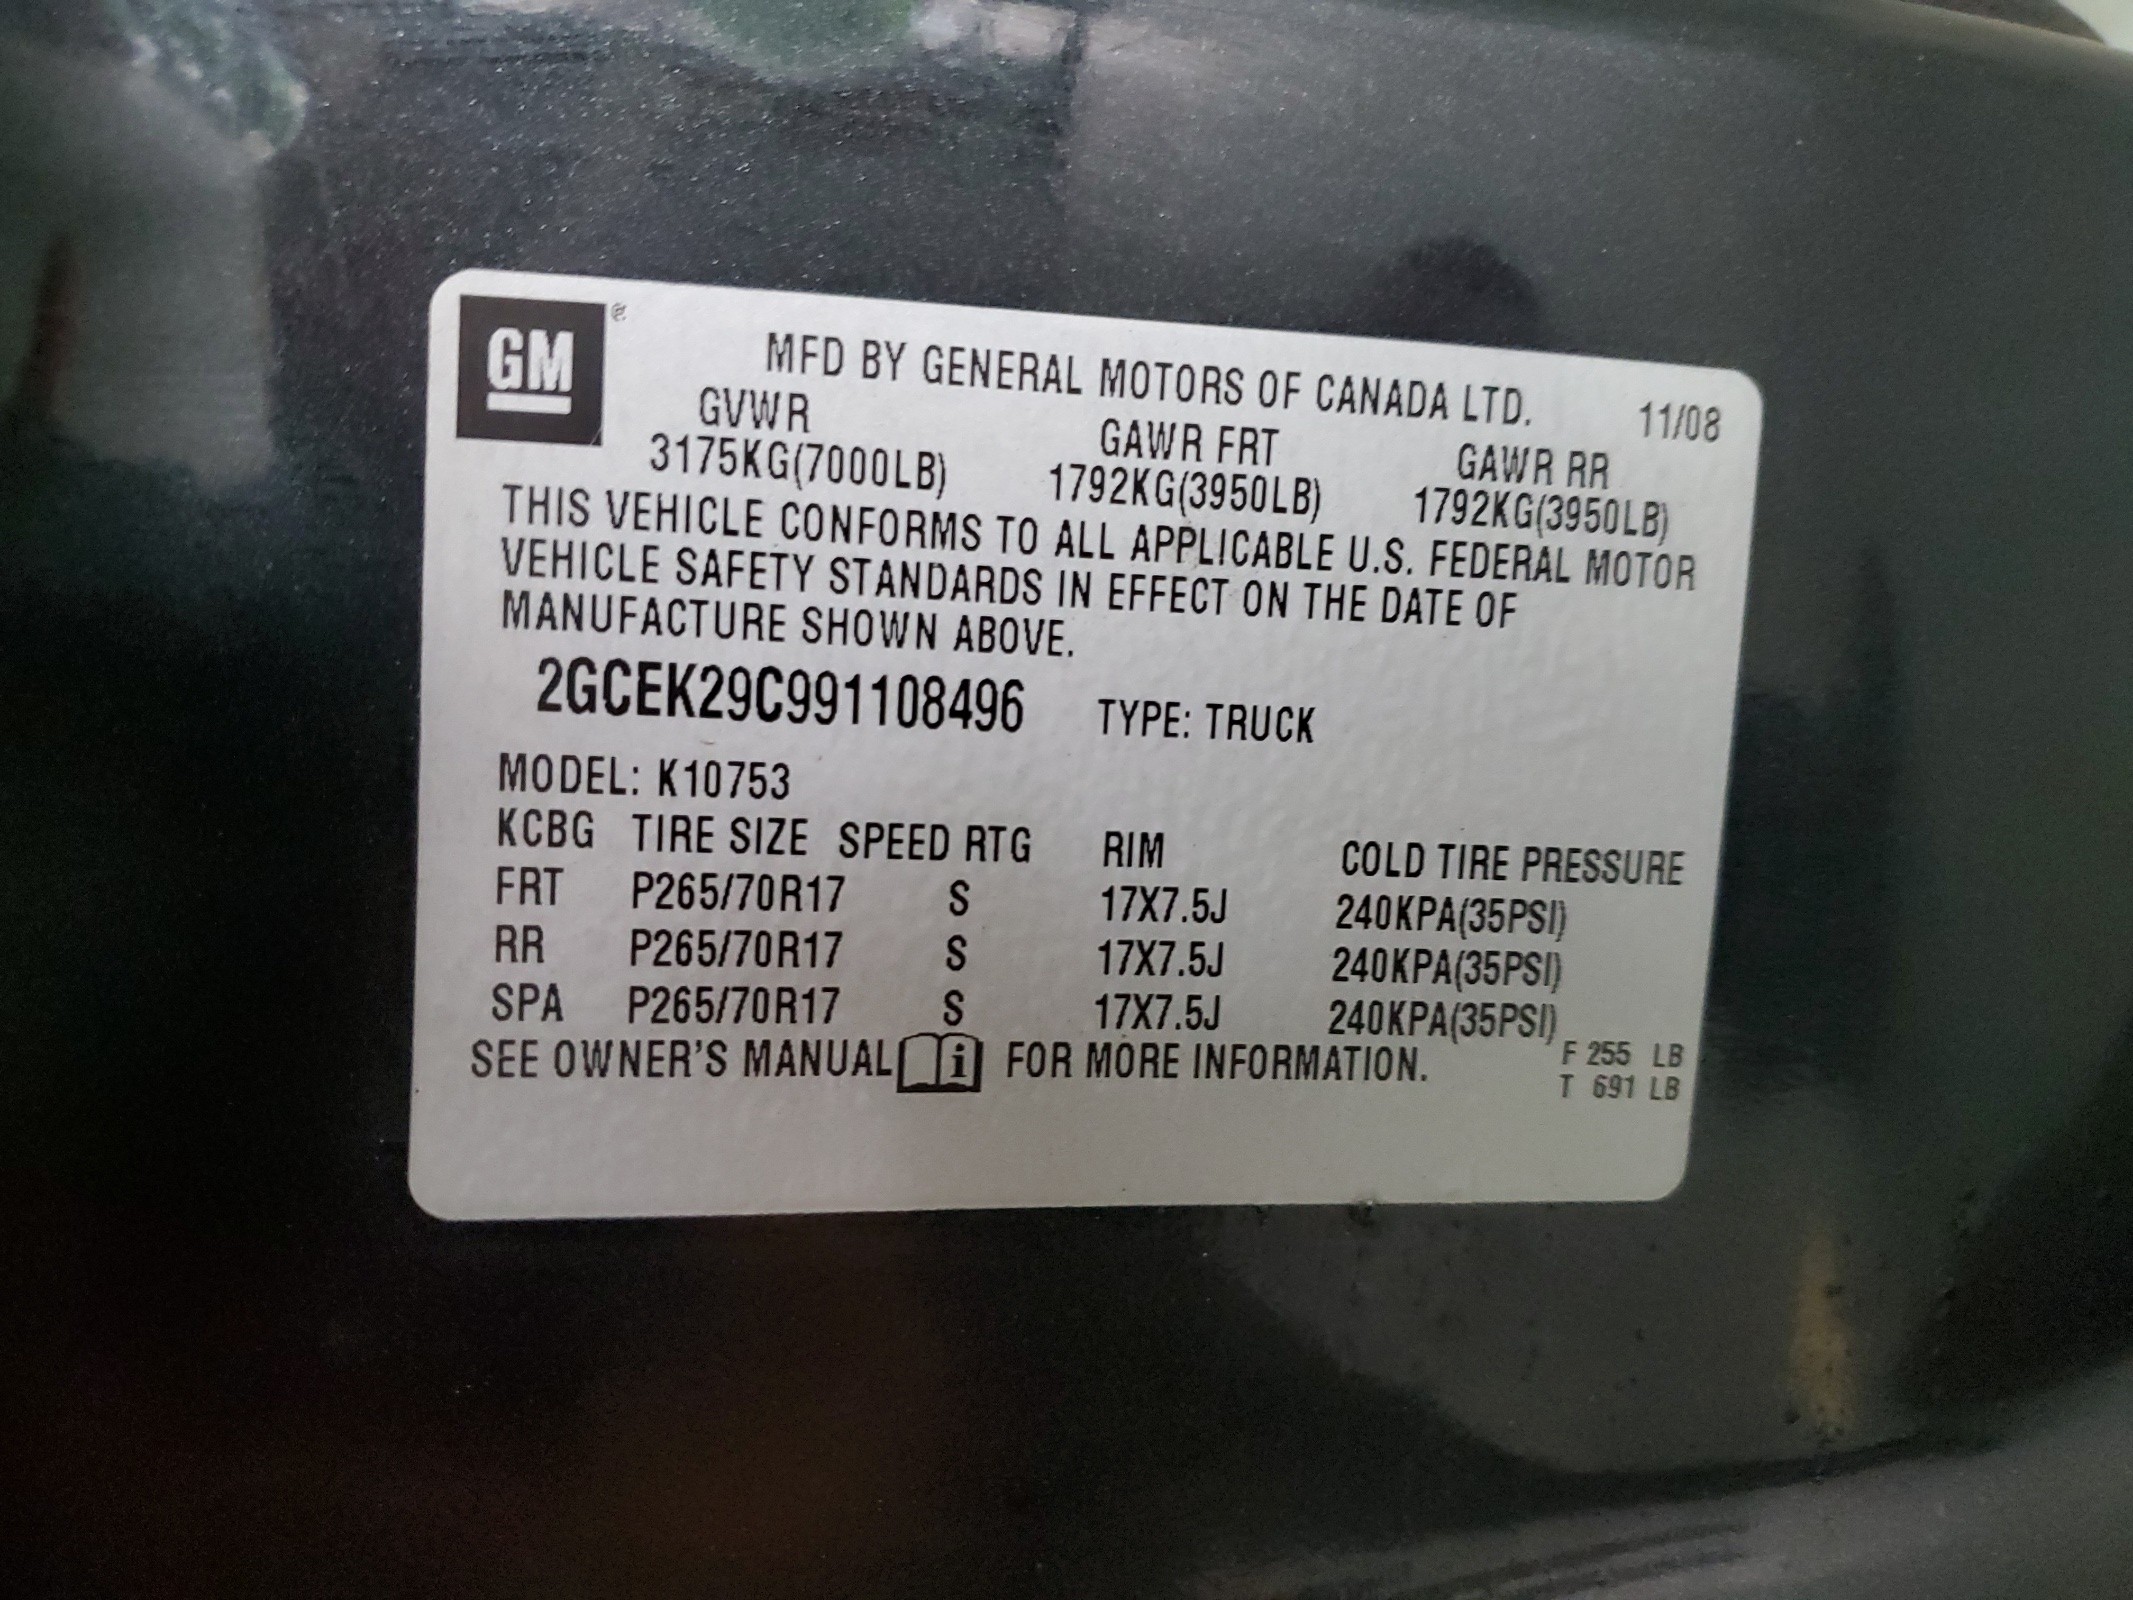 GM ®
MFD BY GENERAL MOTORS OF CANADA LTD. 11/08
GVWR GAWR FRT GAWR RR
3175KG(7000LB) 1792KG(3950LB) 1792KG(3950LB)
THIS VEHICLE CONFORMS TO ALL APPLICABLE U.S. FEDERAL MOTOR
VEHICLE SAFETY STANDARDS IN EFFECT ON THE DATE OF
MANUFACTURE SHOWN ABOVE.
2GCEK29C991108496 TYPE: TRUCK
MODEL: K10753
KCBG TIRE SIZE SPEED RTG RIM COLD TIRE PRESSURE
FRT P265/70R17 S 17X7.5J 240KPA(35PSI)
RR P265/70R17 S 17X7.5J 240KPA(35PSI)
SPA P265/70R17 S 17X7.5J 240KPA(35PSI)
SEE OWNER'S MANUAL i FOR MORE INFORMATION.
F 255 LB
T 691 LB